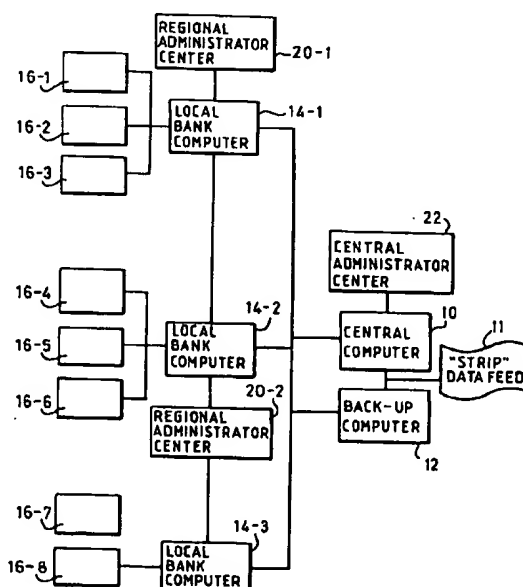 REGIONAL
ADMINISTRATOR
CENTER
20-1
16-1
16-2
16-3
LOCAL
BANK
COMPUTER
14-1
22
CENTRAL
ADMINISTRATOR
CENTER
16-4
16-5
16-6
LOCAL
BANK
COMPUTER
14-2
10
CENTRAL
COMPUTER
11
"STRIP"
DATA FEED
BACK-UP
COMPUTER
12
20-2
REGIONAL
ADMINISTRATOR
CENTER
16-7
16-8
14-3
LOCAL
BANK
COMPUTER